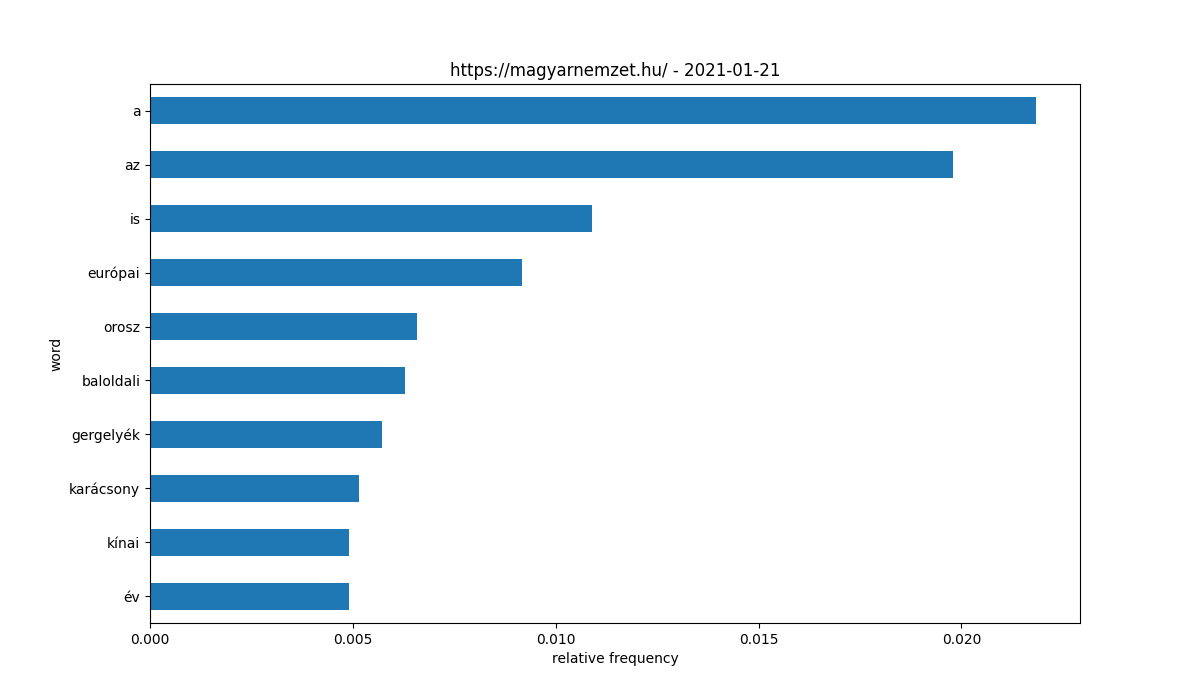 https://magyarnemzet.hu/ - 2021-01-21
a
az
is
európai
orosz
baloldali
gergelyék
karácsony
kínai
év
word
0.000 0.005 0.010 0.015 0.020
relative frequency